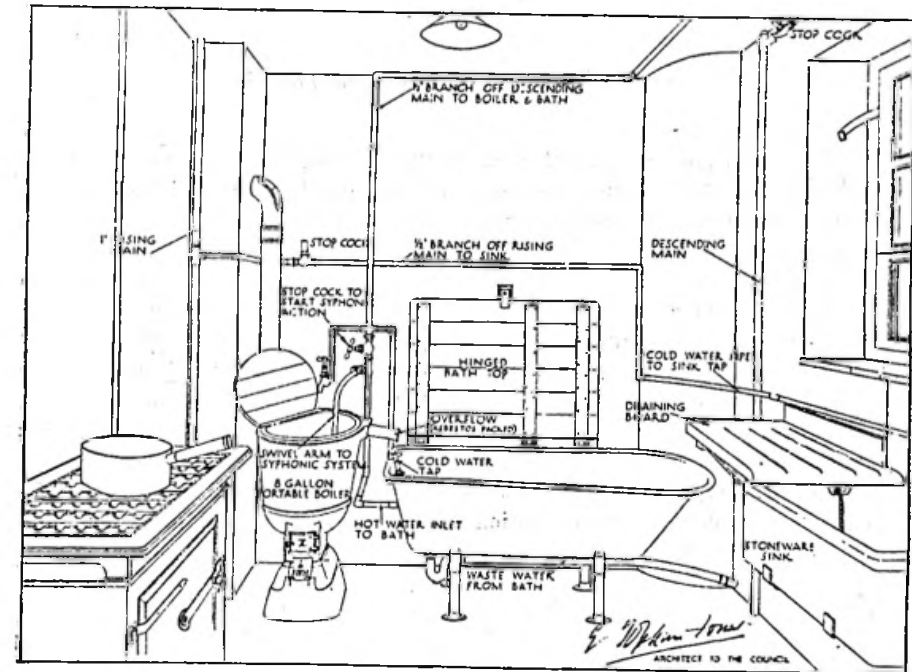 STOP COCK
½" BRANCH OFF DESCENDING
MAIN TO BOILER & BATH
1" RISING
MAIN
STOP COCK
½" BRANCH OFF RISING
MAIN TO SINK
DESCENDING
MAIN
STOP COCK TO
START SYPHON
ACTION
HINGED
BATH TOP
COLD WATER PIPE
TO SINK TAP
DRAINING
BOARD
OVERFLOW
(ASBESTOS PACKED)
SWIVEL ARM TO
SYPHONIC SYSTEM
COLD WATER
TAP
8 GALLON
PORTABLE BOILER
HOT WATER INLET
TO BATH
STONEWARE
SINK
WASTE WATER
FROM BATH
ARCHITECT TO THE COUNCIL